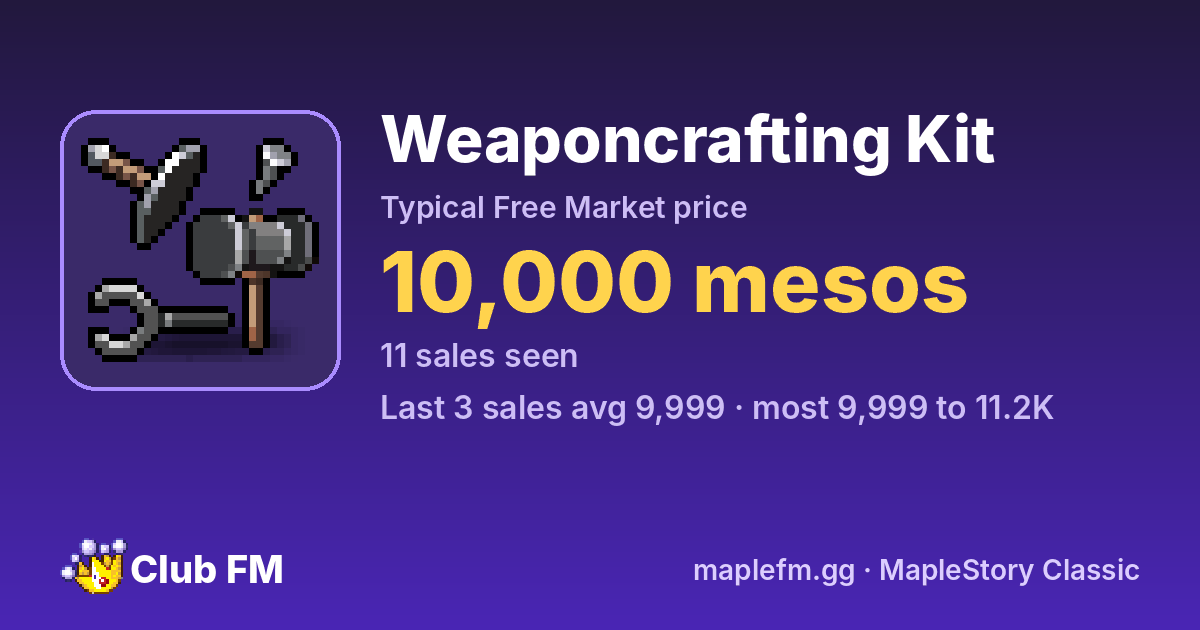 Weaponcrafting Kit
Typical Free Market price
10,000 mesos
11 sales seen
Last 3 sales avg 9,999 · most 9,999 to 11.2K
Club FM
maplefm.gg · MapleStory Classic